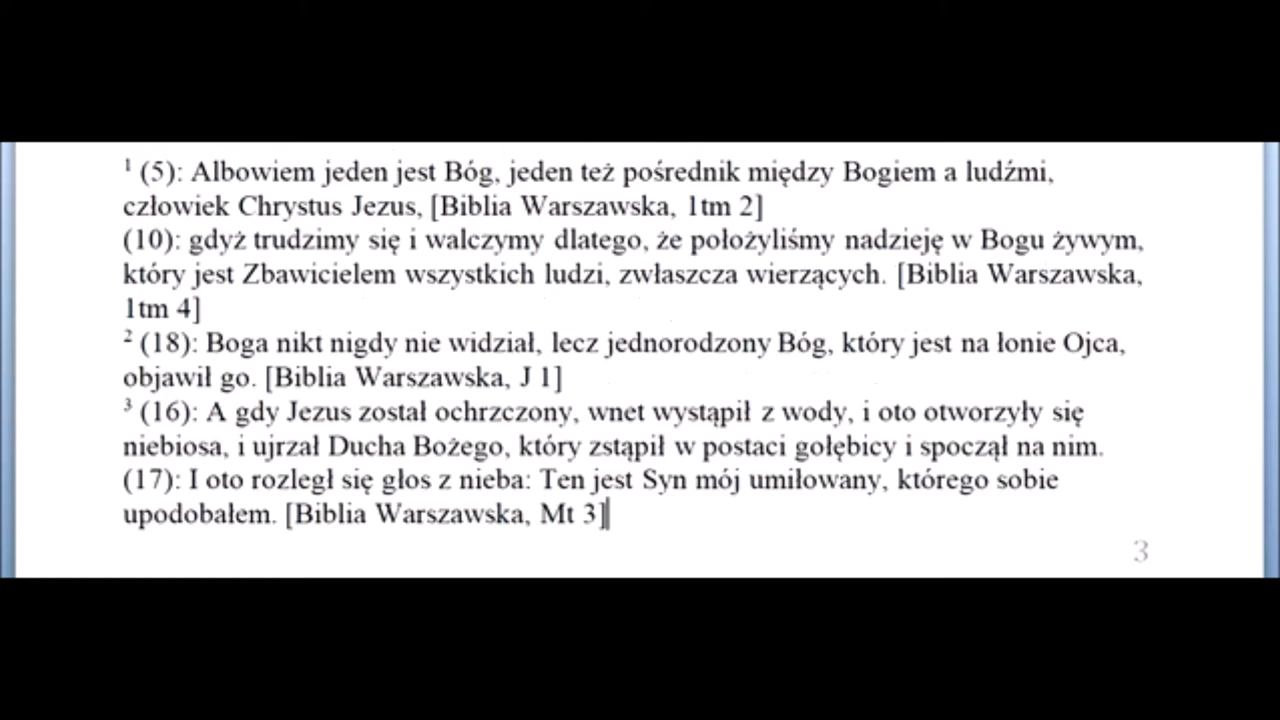 ¹ (5): Albowiem jeden jest Bóg, jeden też pośrednik między Bogiem a ludźmi,
człowiek Chrystus Jezus, [Biblia Warszawska, 1tm 2]
(10): gdyż trudzimy się i walczymy dlatego, że położyliśmy nadzieję w Bogu żywym,
który jest Zbawicielem wszystkich ludzi, zwłaszcza wierzących. [Biblia Warszawska,
1tm 4]
² (18): Boga nikt nigdy nie widział, lecz jednorodzony Bóg, który jest na łonie Ojca,
objawił go. [Biblia Warszawska, J 1]
³ (16): A gdy Jezus został ochrzczony, wnet wystąpił z wody, i oto otworzyły się
niebiosa, i ujrzał Ducha Bożego, który zstąpił w postaci gołębicy i spoczął na nim.
(17): I oto rozległ się głos z nieba: Ten jest Syn mój umiłowany, którego sobie
upodobałem. [Biblia Warszawska, Mt 3]
3